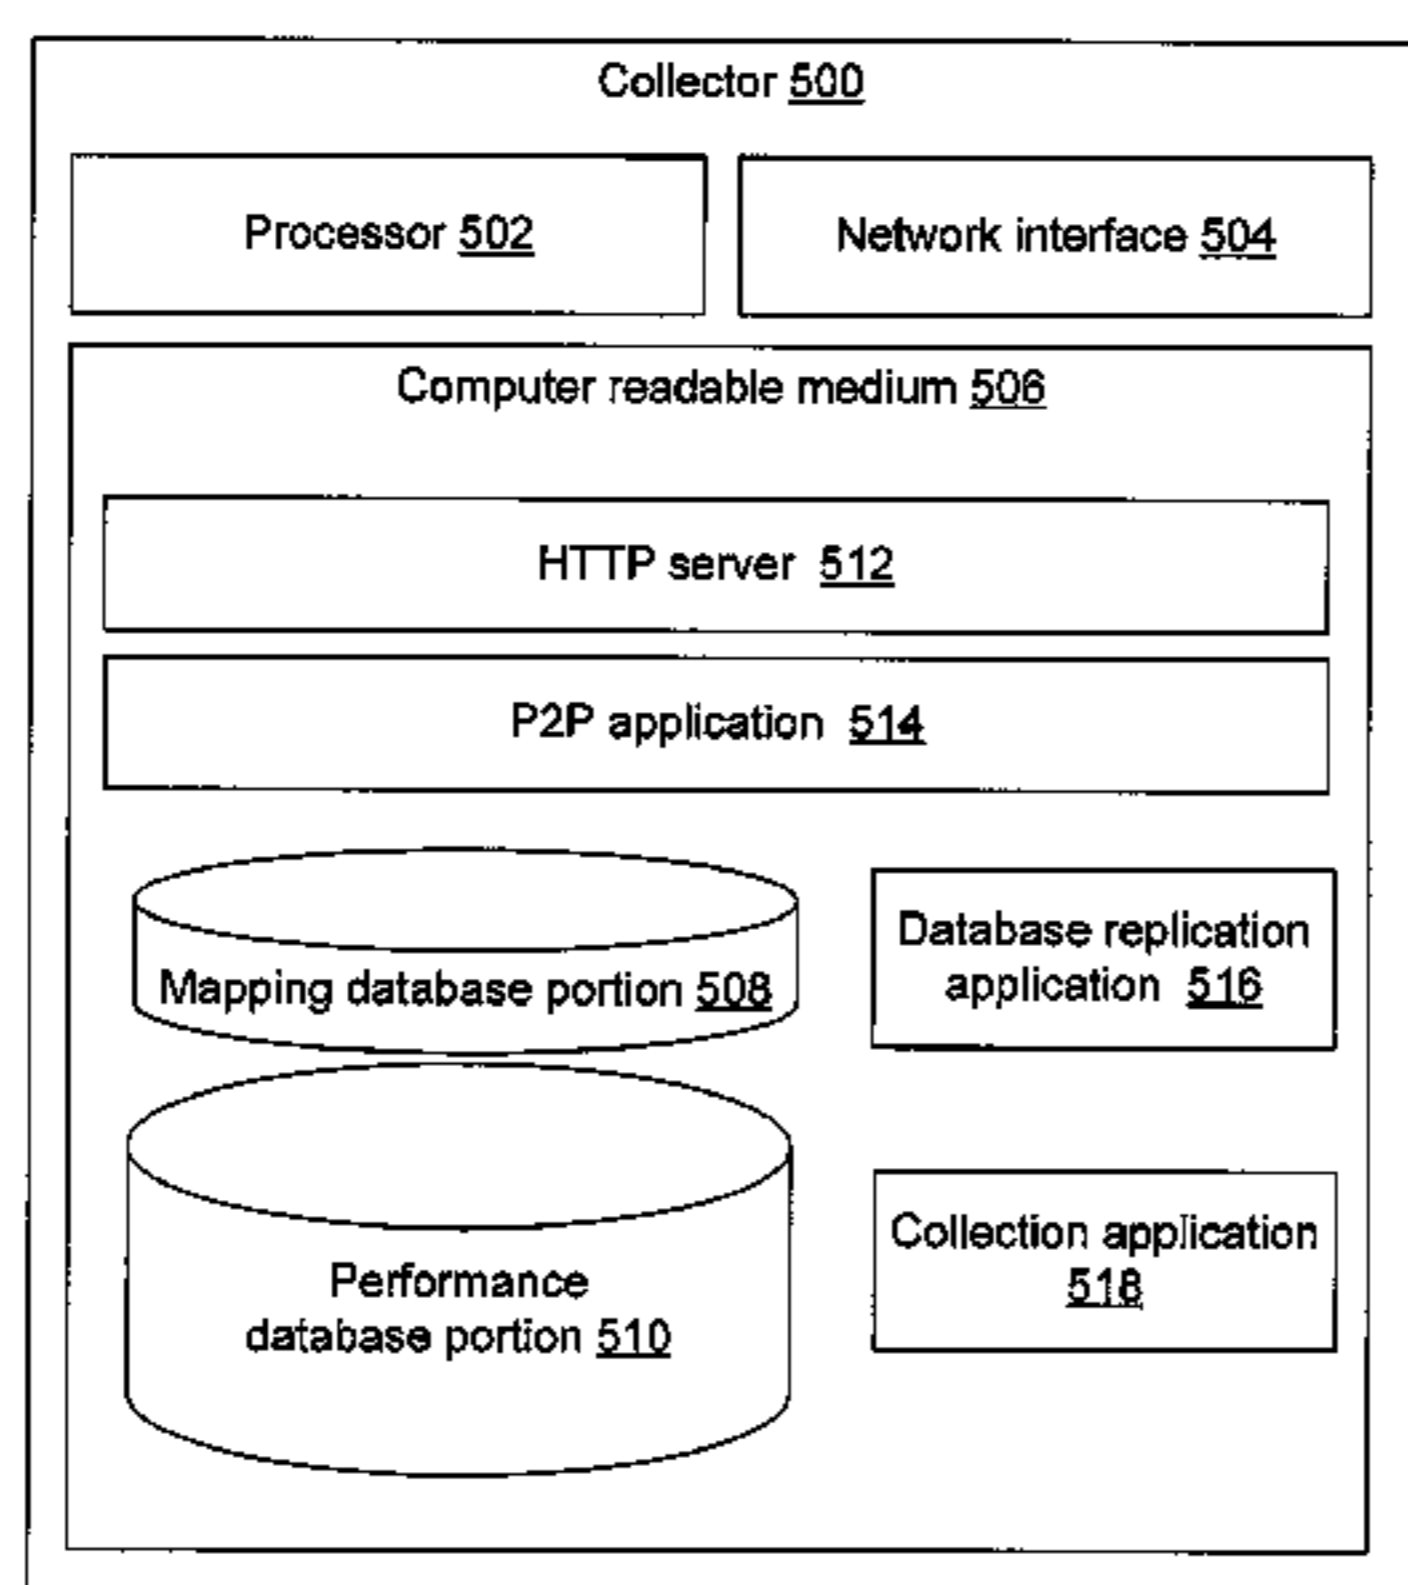 Collector 500
Processor 502
Network interface 504
Computer readable medium 506
HTTP server 512
P2P application 514
Mapping database portion 508
Database replication
application 516
Performance
database portion 510
Collection application
518